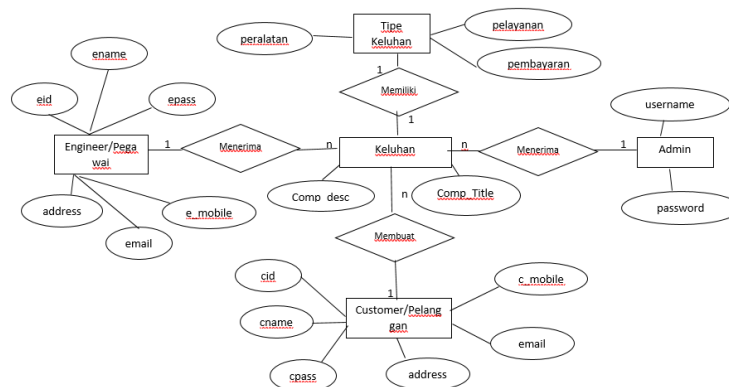 Tipe
Keluhan
pelayanan
peralatan
pembayaran
ename
1
Memiliki
eid
epass
username
1
Engineer/Pega
wai
1
Menerima
n
Keluhan
n
Menerima
1
Admin
Comp_desc
n
Comp_Title
address
e_mobile
password
email
Membuat
cid
c_mobile
1
Customer/Pelang
gan
cname
email
cpass
address